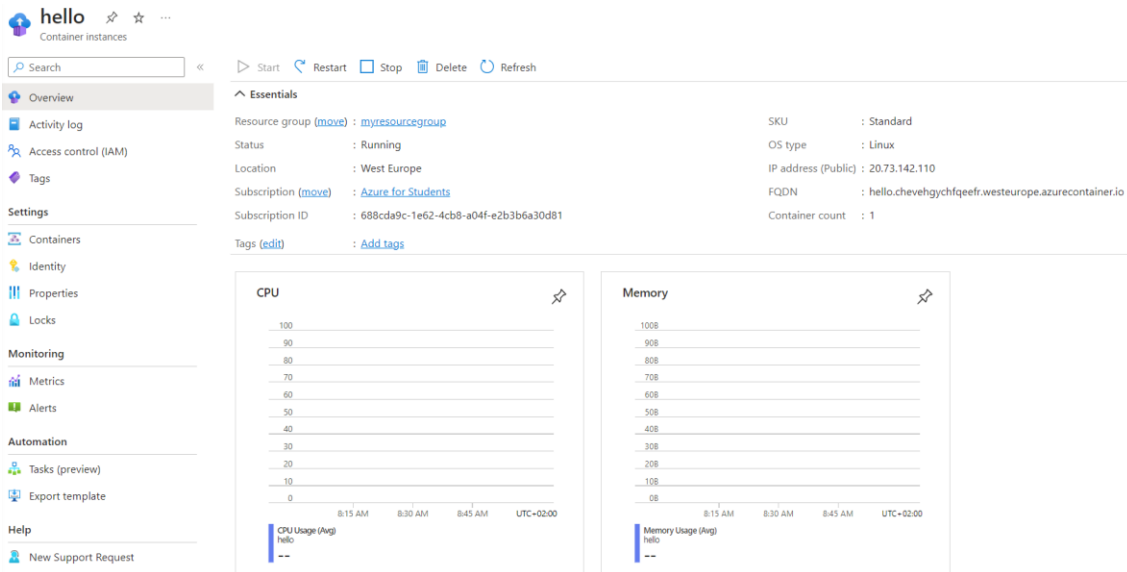 hello
Container instances
Search
«
Start Restart Stop Delete Refresh
Overview
Activity log
Access control (IAM)
Tags
Settings
Containers
Identity
Properties
Locks
Monitoring
Metrics
Alerts
Automation
Tasks (preview)
Export template
Help
New Support Request
Essentials
Resource group (move) : myresourcegroup
Status : Running
Location : West Europe
Subscription (move) : Azure for Students
Subscription ID : 688cda9c-1e62-4cb8-a04f-e2b3b6a30d81
Tags (edit) : Add tags
SKU : Standard
OS type : Linux
IP address (Public) : 20.73.142.110
FQDN : hello.chevehgychfqeefr.westeurope.azurecontainer.io
Container count : 1
CPU
100
90
80
70
60
50
40
30
20
10
0
8:15 AM 8:30 AM 8:45 AM UTC+02:00
CPU Usage (Avg)
hello
--
Memory
100B
90B
80B
70B
60B
50B
40B
30B
20B
10B
0B
8:15 AM 8:30 AM 8:45 AM UTC+02:00
Memory Usage (Avg)
hello
--